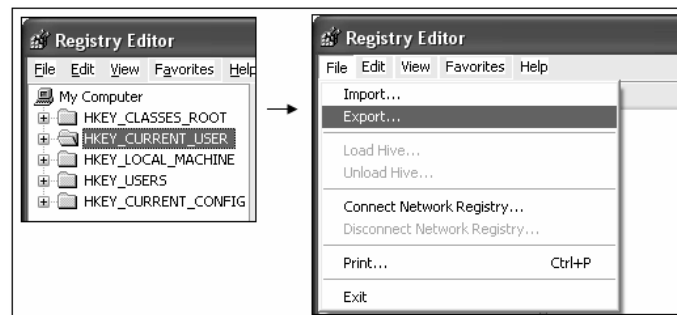 Registry Editor
File Edit View Favorites Help
My Computer
HKEY_CLASSES_ROOT
HKEY_CURRENT_USER
HKEY_LOCAL_MACHINE
HKEY_USERS
HKEY_CURRENT_CONFIG
Registry Editor
File Edit View Favorites Help
Import...
Export...
Load Hive...
Unload Hive...
Connect Network Registry...
Disconnect Network Registry...
Print... Ctrl+P
Exit